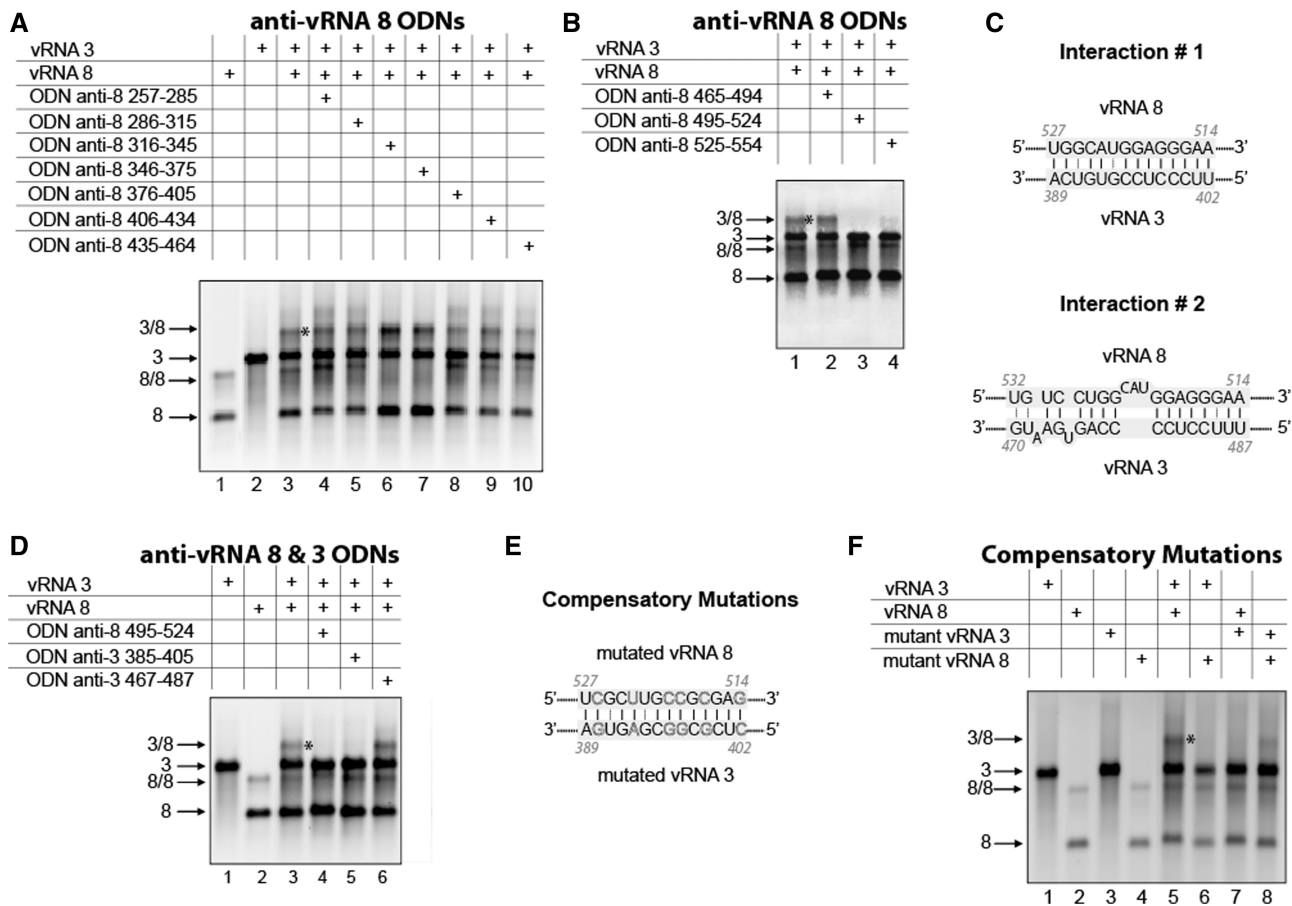 A
anti-vRNA 8 ODNs
vRNA 3 + + + + + + + + +
vRNA 8 + + + + + + + + +
ODN anti-8 257-285 +
ODN anti-8 286-315 +
ODN anti-8 316-345 +
ODN anti-8 346-375 +
ODN anti-8 376-405 +
ODN anti-8 406-434 +
ODN anti-8 435-464 +
3/8 *
3
8/8
8
1 2 3 4 5 6 7 8 9 10
B
anti-vRNA 8 ODNs
vRNA 3 + + + +
vRNA 8 + + + +
ODN anti-8 465-494 +
ODN anti-8 495-524 +
ODN anti-8 525-554 +
3/8 *
3
8/8
8
1 2 3 4
C
Interaction # 1
vRNA 8
527 514
5' UGGCAUGGAGGGAA 3'
3' ACUGUGCCUCCCUU 5'
389 402
vRNA 3
Interaction # 2
vRNA 8
532 514
5' UG UC CUGG CAU GGAGGGAA 3'
3' GU A AG U GACC CCUCCUUU 5'
470 487
vRNA 3
D
anti-vRNA 8 & 3 ODNs
vRNA 3 + + + + +
vRNA 8 + + + + +
ODN anti-8 495-524 +
ODN anti-3 385-405 +
ODN anti-3 467-487 +
3/8 *
3
8/8
8
1 2 3 4 5 6
E
Compensatory Mutations
mutated vRNA 8
527 514
5' UCGCUUGCCGCGAG 3'
3' AGUGAGCGGCGCUC 5'
389 402
mutated vRNA 3
F
Compensatory Mutations
vRNA 3 + + +
vRNA 8 + + +
mutant vRNA 3 + + +
mutant vRNA 8 + + +
3/8 *
3
8/8
8
1 2 3 4 5 6 7 8